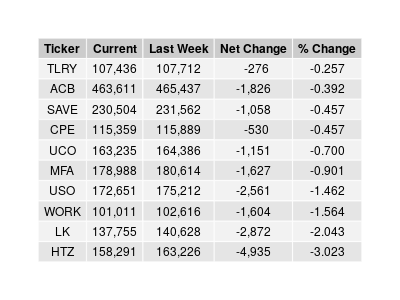 Ticker Current Last Week Net Change % Change
TLRY 107,436 107,712 -276 -0.257
ACB 463,611 465,437 -1,826 -0.392
SAVE 230,504 231,562 -1,058 -0.457
CPE 115,359 115,889 -530 -0.457
UCO 163,235 164,386 -1,151 -0.700
MFA 178,988 180,614 -1,627 -0.901
USO 172,651 175,212 -2,561 -1.462
WORK 101,011 102,616 -1,604 -1.564
LK 137,755 140,628 -2,872 -2.043
HTZ 158,291 163,226 -4,935 -3.023